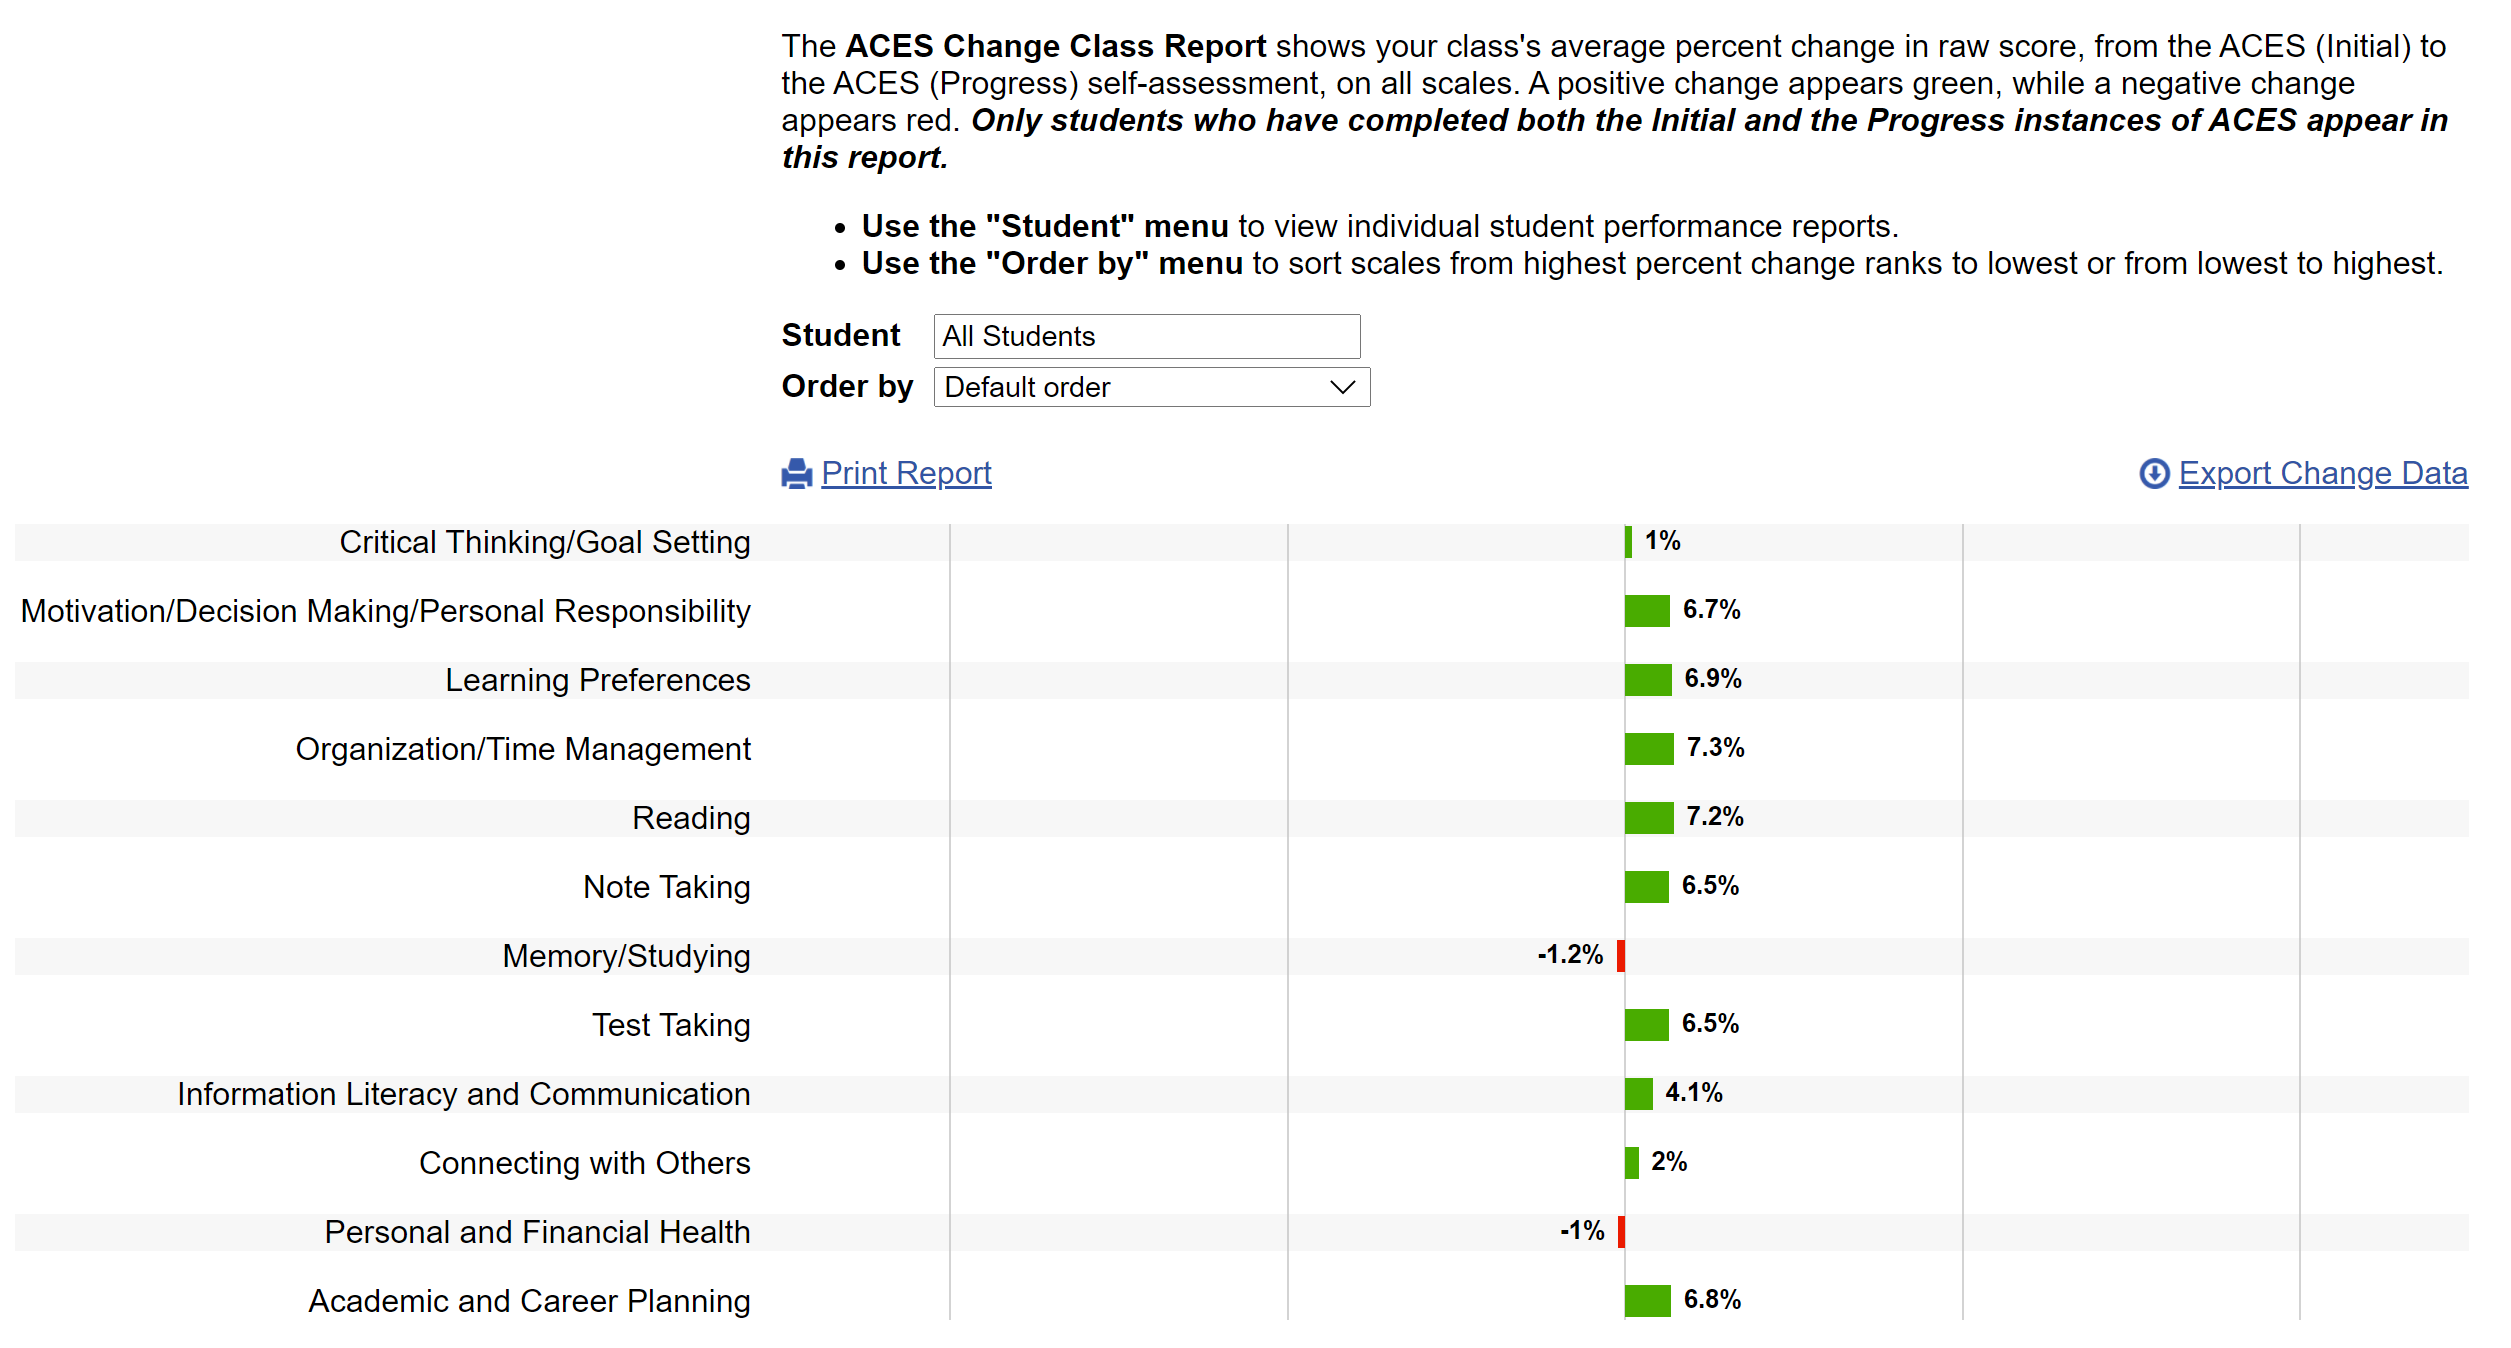 The ACES Change Class Report shows your class's average percent change in raw score, from the ACES (Initial) to
the ACES (Progress) self-assessment, on all scales. A positive change appears green, while a negative change
appears red. Only students who have completed both the Initial and the Progress instances of ACES appear in
this report.
• Use the "Student" menu to view individual student performance reports.
• Use the "Order by" menu to sort scales from highest percent change ranks to lowest or from lowest to highest.
Student All Students
Order by Default order
Print Report Export Change Data
Critical Thinking/Goal Setting 1%
Motivation/Decision Making/Personal Responsibility 6.7%
Learning Preferences 6.9%
Organization/Time Management 7.3%
Reading 7.2%
Note Taking 6.5%
Memory/Studying -1.2%
Test Taking 6.5%
Information Literacy and Communication 4.1%
Connecting with Others 2%
Personal and Financial Health -1%
Academic and Career Planning 6.8%